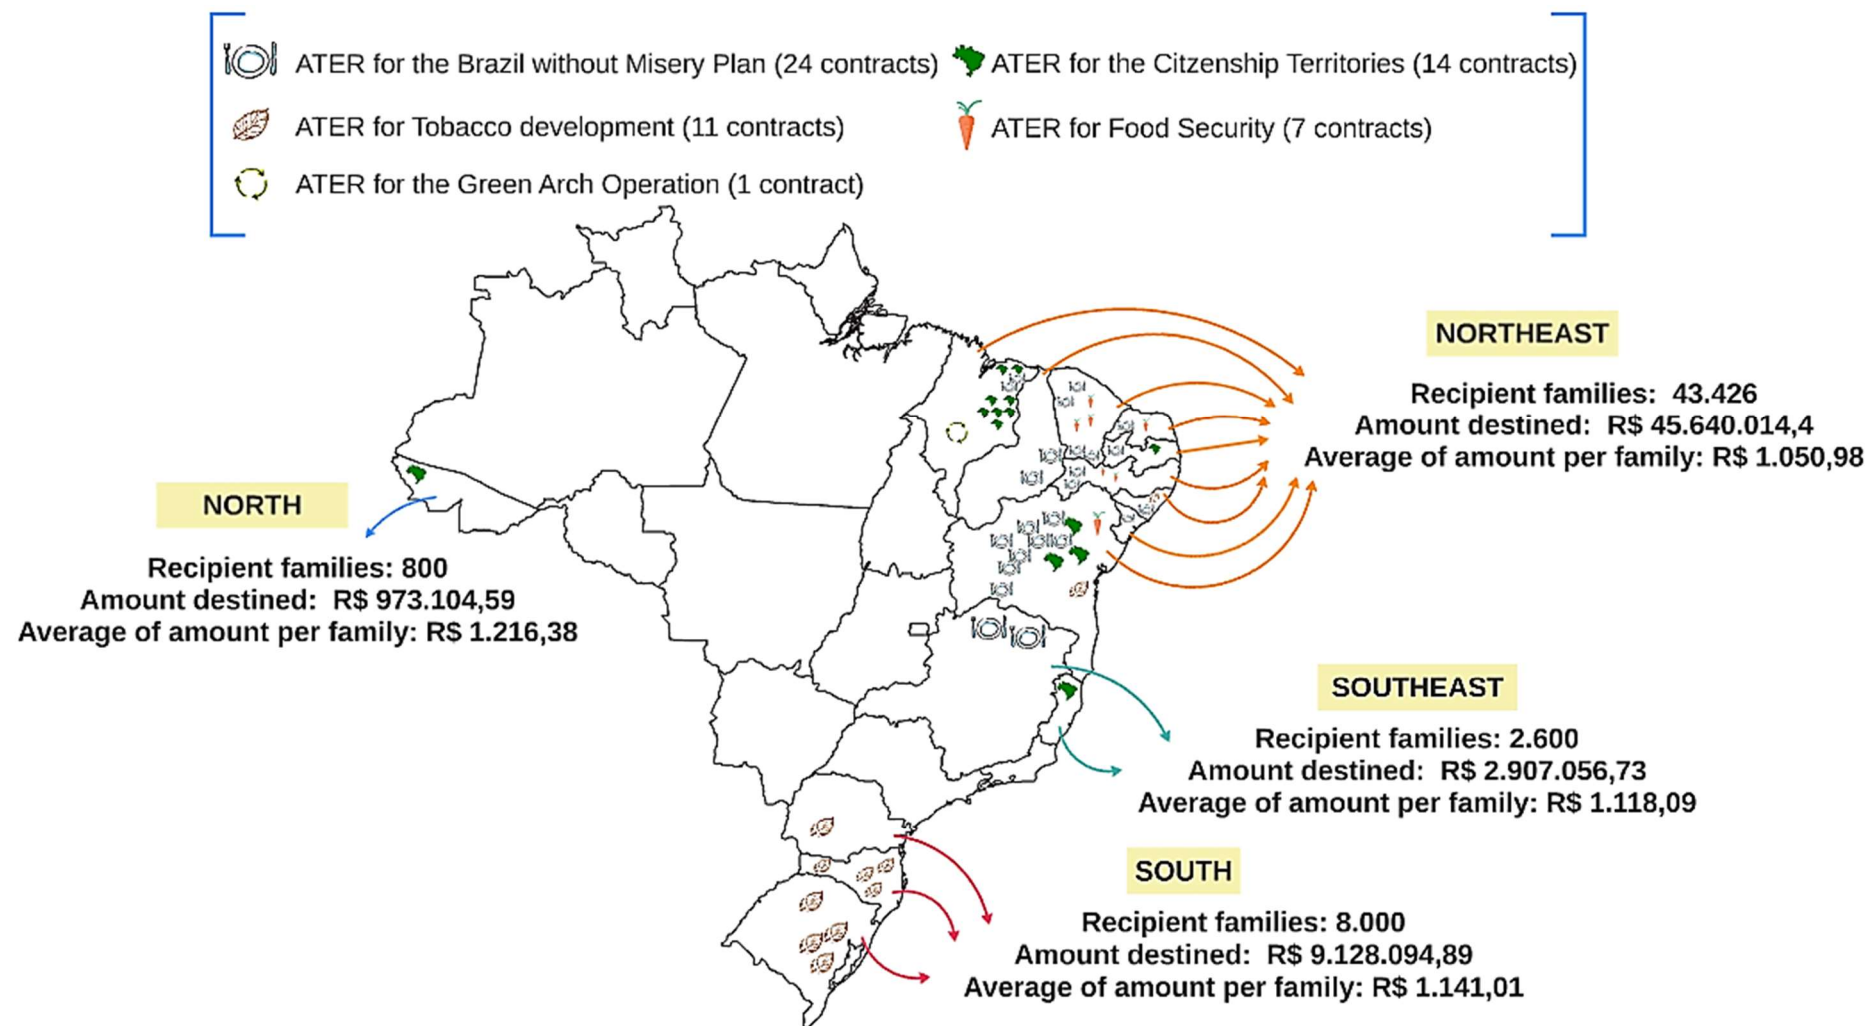 ATER for the Brazil without Misery Plan (24 contracts)
ATER for the Citzenship Territories (14 contracts)
ATER for Tobacco development (11 contracts)
ATER for Food Security (7 contracts)
ATER for the Green Arch Operation (1 contract)
NORTHEAST
Recipient families: 43.426
Amount destined: R$ 45.640.014,4
Average of amount per family: R$ 1.050,98
NORTH
Recipient families: 800
Amount destined: R$ 973.104,59
Average of amount per family: R$ 1.216,38
SOUTHEAST
Recipient families: 2.600
Amount destined: R$ 2.907.056,73
Average of amount per family: R$ 1.118,09
SOUTH
Recipient families: 8.000
Amount destined: R$ 9.128.094,89
Average of amount per family: R$ 1.141,01